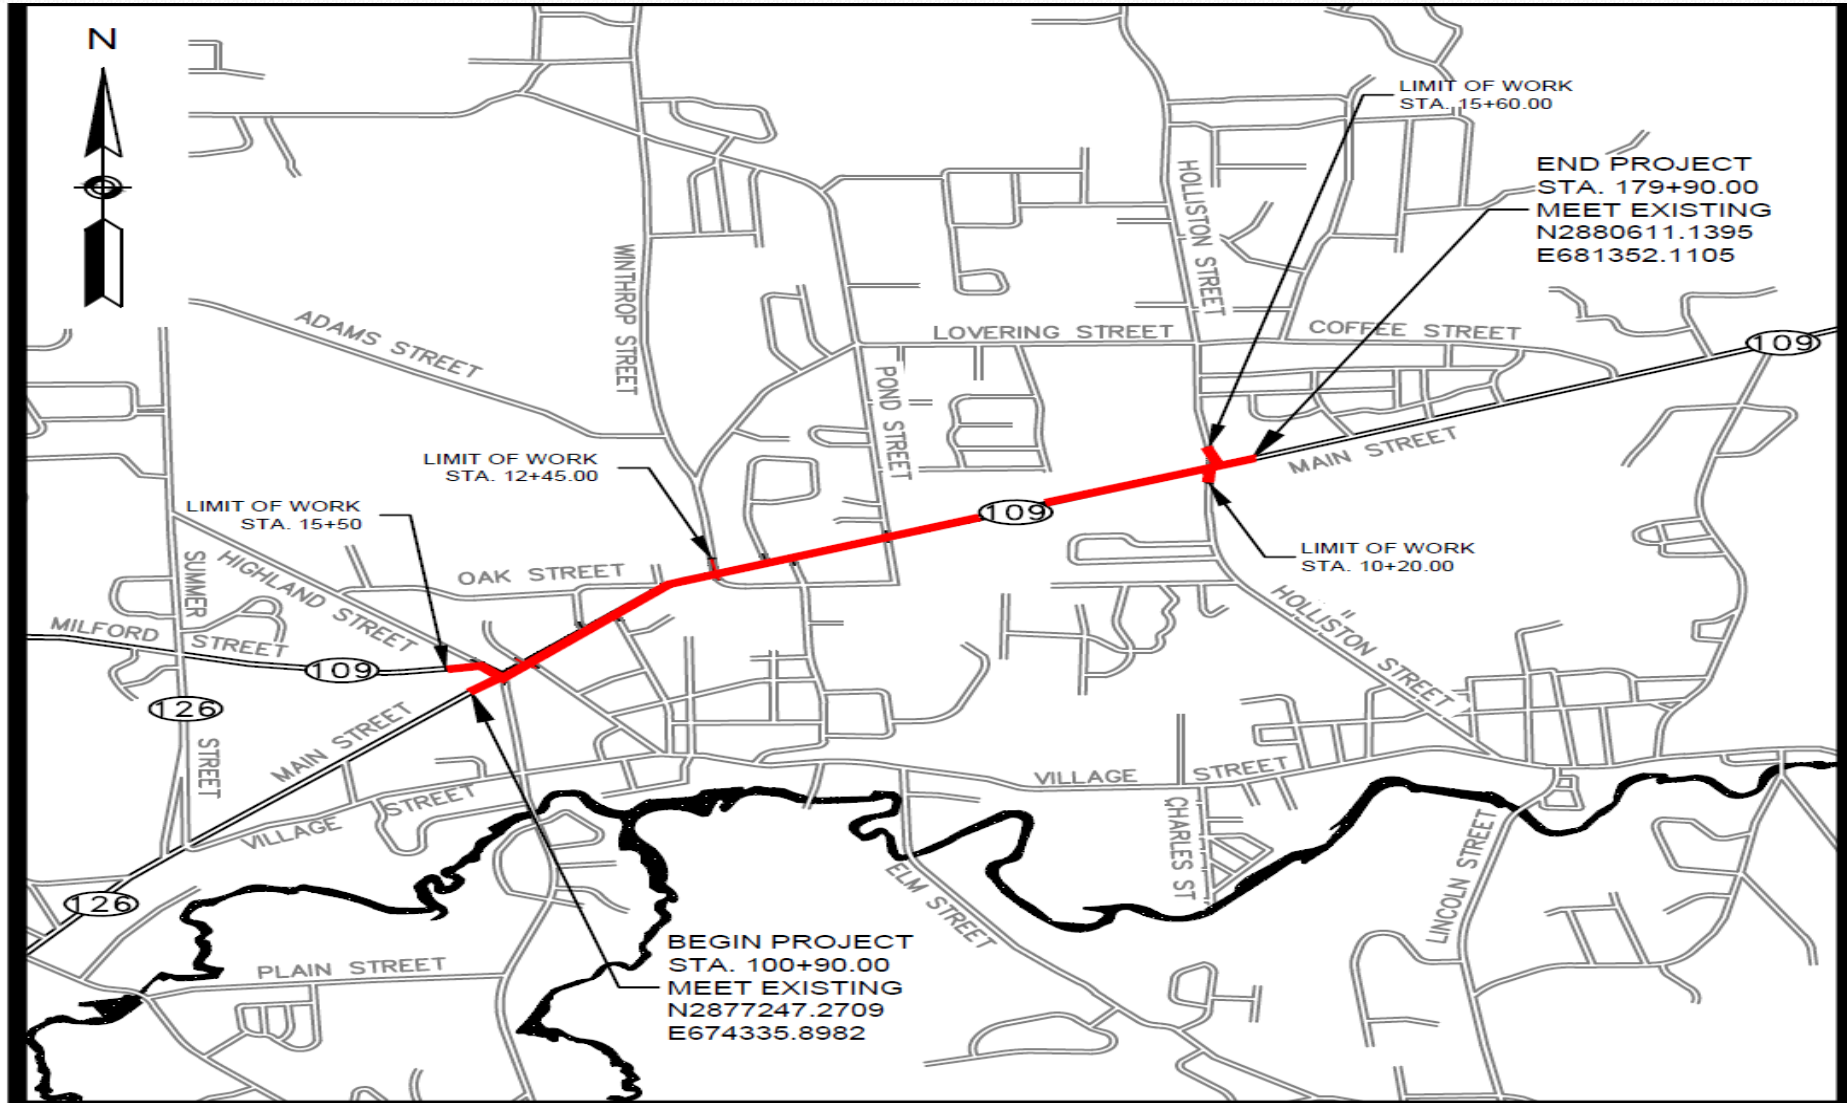 N
LIMIT OF WORK
STA. 15+60.00
END PROJECT
STA. 179+90.00
MEET EXISTING
N2880611.1395
E681352.1105
HOLLISTON STREET
WINTHROP STREET
ADAMS STREET
LOVERING STREET
COFFEE STREET
109
POND STREET
MAIN STREET
LIMIT OF WORK
STA. 12+45.00
LIMIT OF WORK
STA. 15+50
109
LIMIT OF WORK
STA. 10+20.00
OAK STREET
HIGHLAND STREET
SUMMER
STREET
MILFORD STREET
109
HOLLISTON STREET
126
MAIN STREET
VILLAGE STREET
VILLAGE STREET
CHARLES ST
LINCOLN STREET
ELM STREET
126
PLAIN STREET
BEGIN PROJECT
STA. 100+90.00
MEET EXISTING
N2877247.2709
E674335.8982